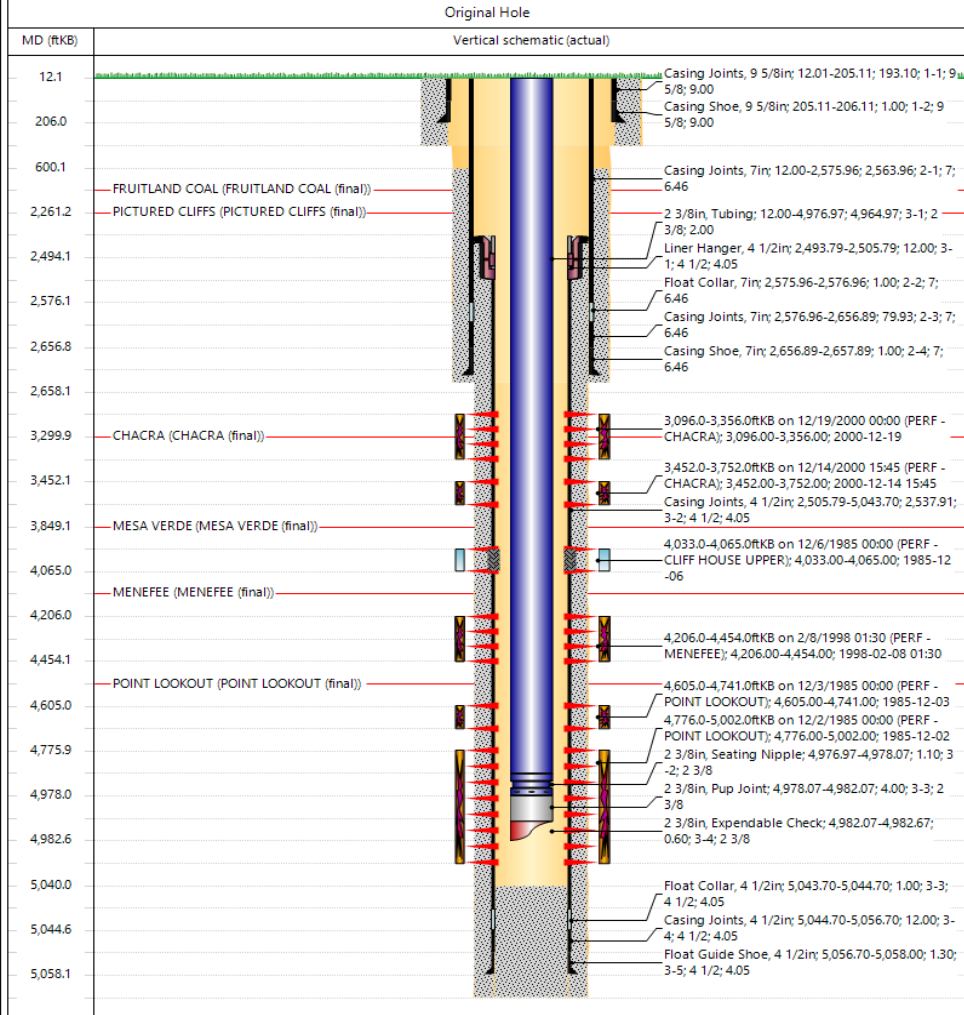 Original Hole
MD (ftKB)
Vertical schematic (actual)
12.1
206.0
600.1
2,261.2
2,494.1
2,576.1
2,656.8
2,658.1
3,299.9
3,452.1
3,849.1
4,065.0
4,206.0
4,454.1
4,605.0
4,775.9
4,978.0
4,982.6
5,040.0
5,044.6
5,058.1
FRUITLAND COAL (FRUITLAND COAL (final))
PICTURED CLIFFS (PICTURED CLIFFS (final))
CHACRA (CHACRA (final))
MESA VERDE (MESA VERDE (final))
MENEFEE (MENEFEE (final))
POINT LOOKOUT (POINT LOOKOUT (final))
Casing Joints, 9 5/8in; 12.01-205.11; 193.10; 1-1; 9
5/8; 9.00
Casing Shoe, 9 5/8in; 205.11-206.11; 1.00; 1-2; 9
5/8; 9.00
Casing Joints, 7in; 12.00-2,575.96; 2,563.96; 2-1; 7;
6.46
2 3/8in, Tubing; 12.00-4,976.97; 4,964.97; 3-1; 2
3/8; 2.00
Liner Hanger, 4 1/2in; 2,493.79-2,505.79; 12.00; 3-
1; 4 1/2; 4.05
Float Collar, 7in; 2,575.96-2,576.96; 1.00; 2-2; 7;
6.46
Casing Joints, 7in; 2,576.96-2,656.89; 79.93; 2-3; 7;
6.46
Casing Shoe, 7in; 2,656.89-2,657.89; 1.00; 2-4; 7;
6.46
3,096.0-3,356.0ftKB on 12/19/2000 00:00 (PERF -
CHACRA); 3,096.00-3,356.00; 2000-12-19
3,452.0-3,752.0ftKB on 12/14/2000 15:45 (PERF -
CHACRA); 3,452.00-3,752.00; 2000-12-14 15:45
Casing Joints, 4 1/2in; 2,505.79-5,043.70; 2,537.91;
3-2; 4 1/2; 4.05
4,033.0-4,065.0ftKB on 12/6/1985 00:00 (PERF -
CLIFF HOUSE UPPER); 4,033.00-4,065.00; 1985-12
-06
4,206.0-4,454.0ftKB on 2/8/1998 01:30 (PERF -
MENEFEE); 4,206.00-4,454.00; 1998-02-08 01:30
4,605.0-4,741.0ftKB on 12/3/1985 00:00 (PERF -
POINT LOOKOUT); 4,605.00-4,741.00; 1985-12-03
4,776.0-5,002.0ftKB on 12/2/1985 00:00 (PERF -
POINT LOOKOUT); 4,776.00-5,002.00; 1985-12-02
2 3/8in, Seating Nipple; 4,976.97-4,978.07; 1.10; 3
-2; 2 3/8
2 3/8in, Pup Joint; 4,978.07-4,982.07; 4.00; 3-3; 2
3/8
2 3/8in, Expendable Check; 4,982.07-4,982.67;
0.60; 3-4; 2 3/8
Float Collar, 4 1/2in; 5,043.70-5,044.70; 1.00; 3-3;
4 1/2; 4.05
Casing Joints, 4 1/2in; 5,044.70-5,056.70; 12.00; 3-
4; 4 1/2; 4.05
Float Guide Shoe, 4 1/2in; 5,056.70-5,058.00; 1.30;
3-5; 4 1/2; 4.05